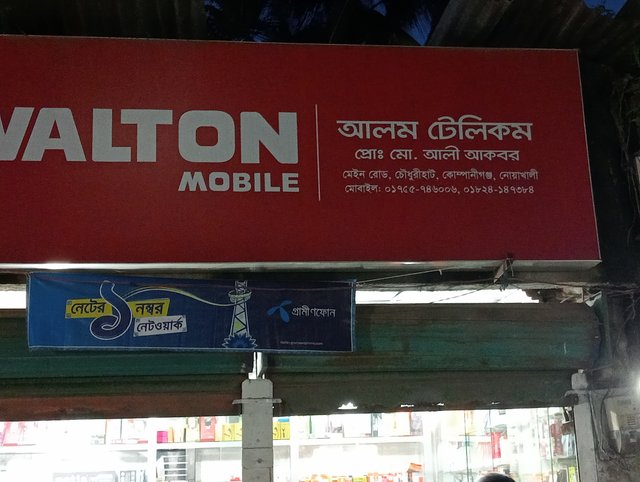 WALTON
MOBILE
আলম টেলিকম
প্রোঃ মো. আলী আকবর
মেইন রোড, চৌধুরীহাট, কোম্পানীগঞ্জ, নোয়াখালী
মোবাইল: ০১৭৫৫-৭৪৬০০৬, ০১৮২৪-১৪৭৩৮৪
নেটের ১ নম্বর
নেটওয়ার্ক
গ্রামীণফোন